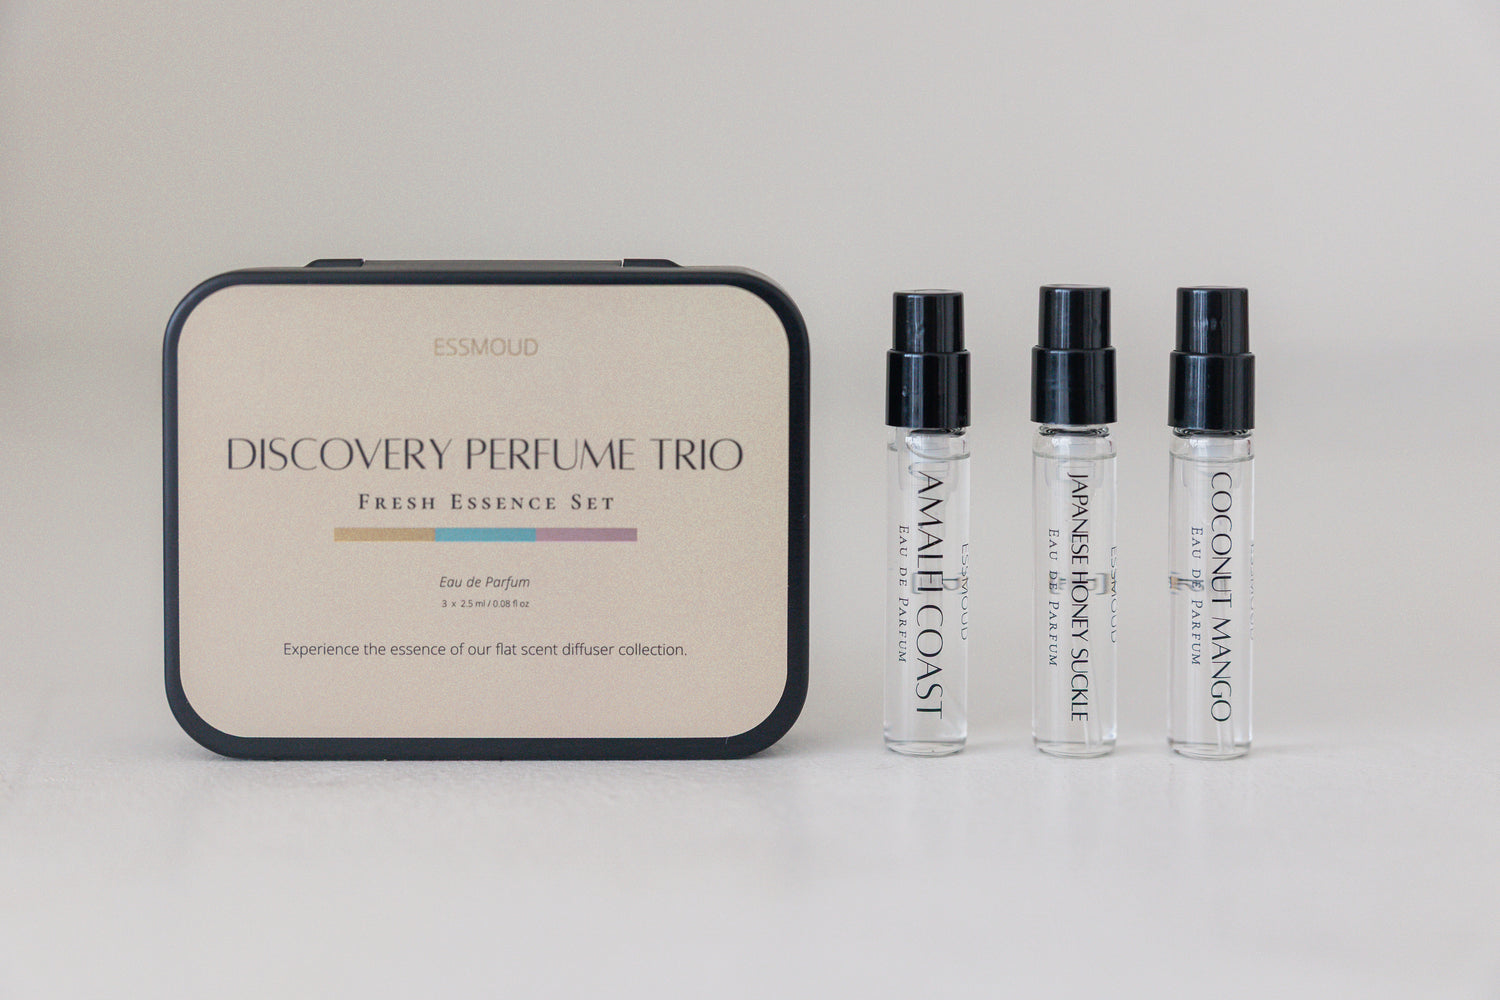 ESSMOUD
DISCOVERY PERFUME TRIO
FRESH ESSENCE SET
Eau de Parfum
3 x 2.5 ml / 0.08 fl oz
Experience the essence of our flat scent diffuser collection.
ESSMOUD
AMALFI COAST
EAU DE PARFUM
ESSMOUD
JAPANESE HONEY SUCKLE
EAU DE PARFUM
ESSMOUD
COCONUT MANGO
EAU DE PARFUM